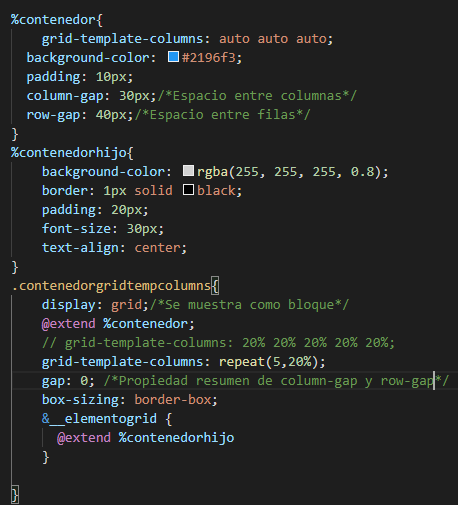 %contenedor{
grid-template-columns: auto auto auto;
background-color: #2196f3;
padding: 10px;
column-gap: 30px;/*Espacio entre columnas*/
row-gap: 40px;/*Espacio entre filas*/
}
%contenedorhijo{
background-color: rgba(255, 255, 255, 0.8);
border: 1px solid black;
padding: 20px;
font-size: 30px;
text-align: center;
}
.contenedorgridtempcolumns{
display: grid;/*Se muestra como bloque*/
@extend %contenedor;
// grid-template-columns: 20% 20% 20% 20% 20%;
grid-template-columns: repeat(5,20%);
gap: 0; /*Propiedad resumen de column-gap y row-gap*/
box-sizing: border-box;
&__elementogrid {
@extend %contenedorhijo
}
}